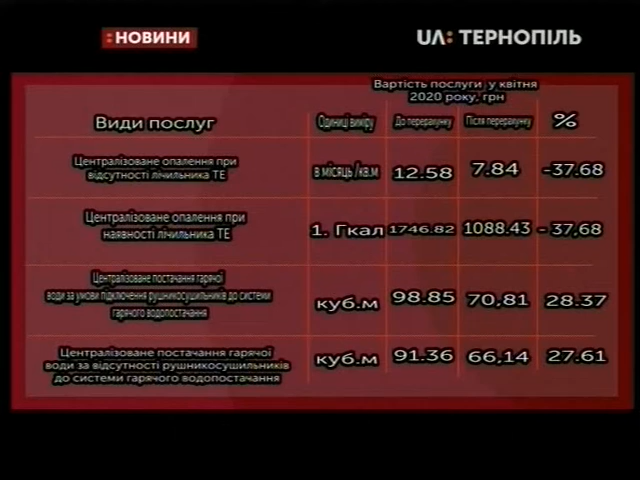 :НОВИНИ
UA: ТЕРНОПІЛЬ
Вартість послуги у квітня
2020 року, грн
Види послуг
Одиниці виміру
До перерахунку
Після перерахунку
%
Централізоване опалення при
відсутності лічильника ТЕ
в місяць /кв.м
12.58
7.84
-37.68
Централізоване опалення при
наявності лічильника ТЕ
1. Гкал
1746.82
1088.43
- 37,68
Централізоване постачання гарячої
води за умови підключення рушникосушильників до системи
гарячого водопостачання
куб.м
98.85
70,81
28.37
Централізоване постачання гарячої
води за відсутності рушникосушильників
до системи гарячого водопостачання
куб.м
91.36
66,14
27.61